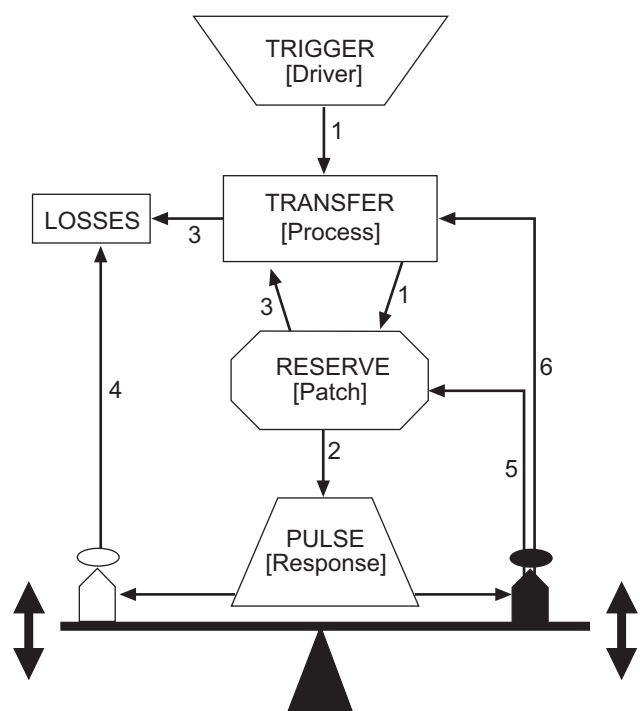 TRIGGER
[Driver]
1
TRANSFER
[Process]
LOSSES
3
3
1
RESERVE
[Patch]
6
4
2
5
PULSE
[Response]